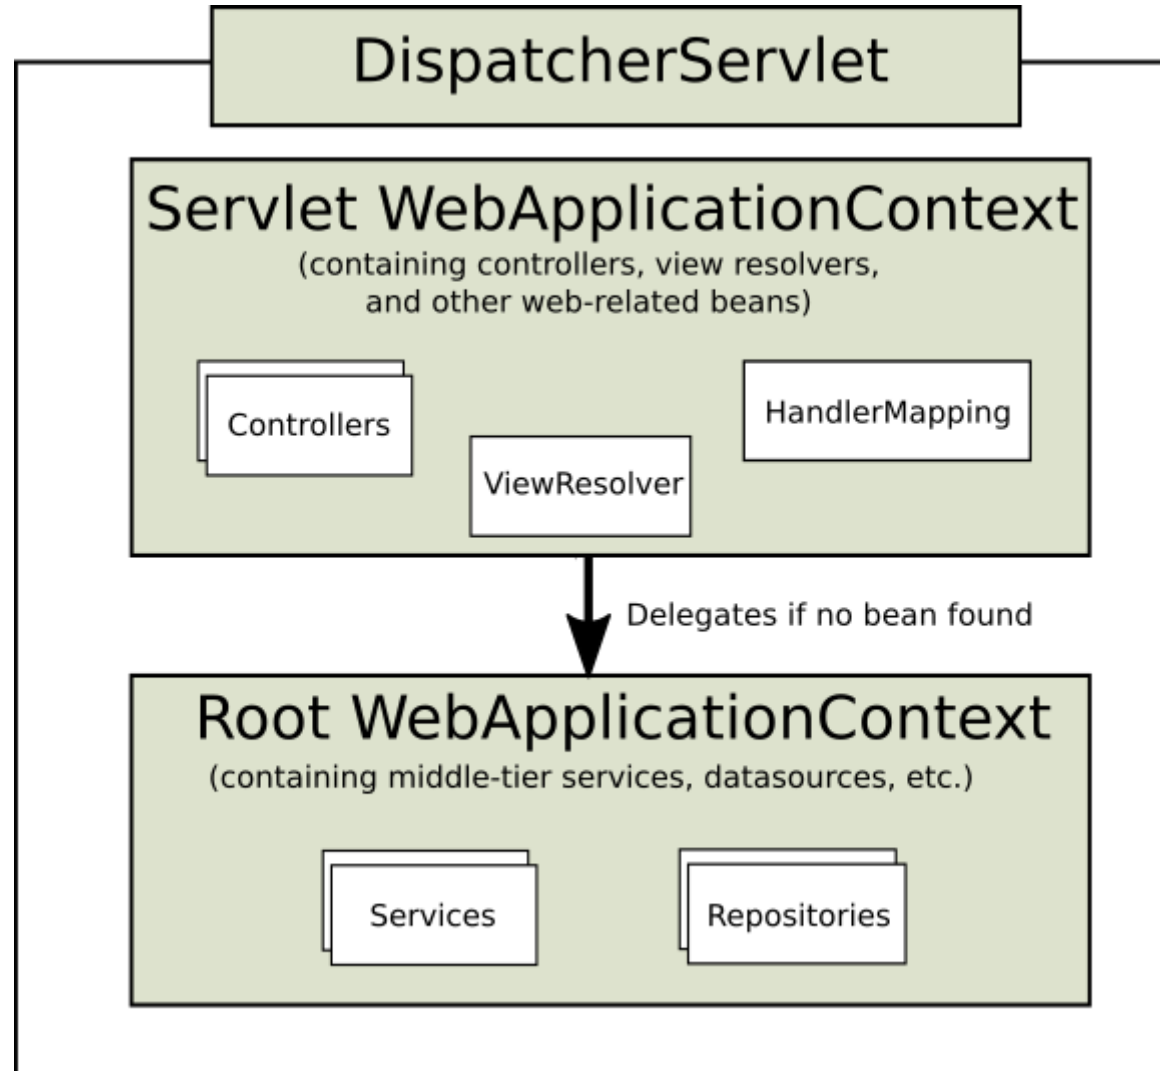 DispatcherServlet
Servlet WebApplicationContext
(containing controllers, view resolvers,
and other web-related beans)
Controllers
HandlerMapping
ViewResolver
Delegates if no bean found
Root WebApplicationContext
(containing middle-tier services, datasources, etc.)
Services
Repositories